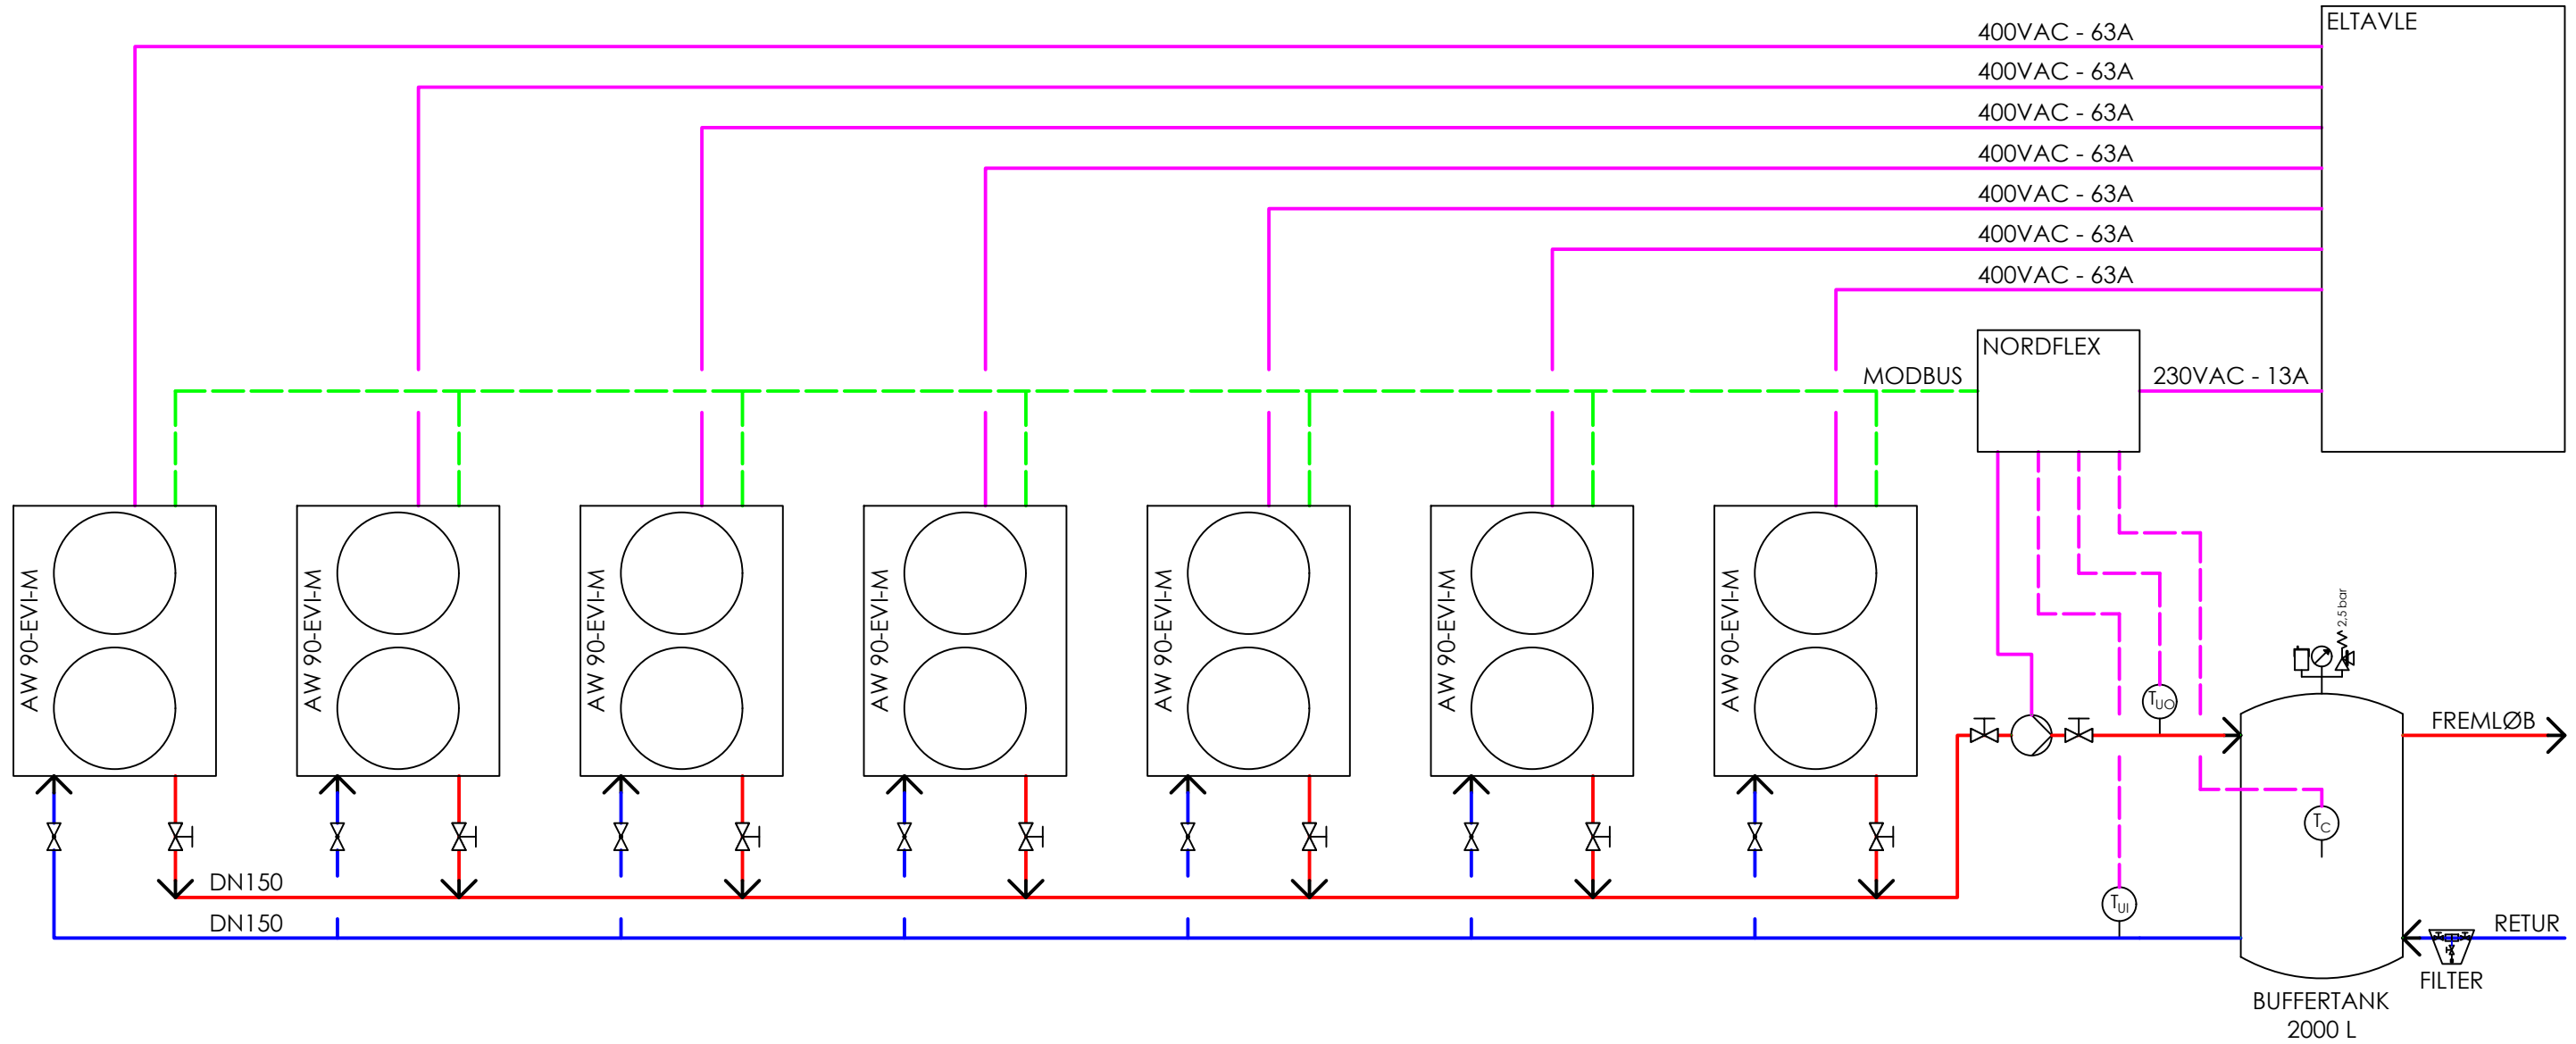 ELTAVLE
400VAC - 63A
400VAC - 63A
400VAC - 63A
400VAC - 63A
400VAC - 63A
400VAC - 63A
400VAC - 63A
NORDFLEX
MODBUS
230VAC - 13A
AW 90-EVI-M
AW 90-EVI-M
AW 90-EVI-M
AW 90-EVI-M
AW 90-EVI-M
AW 90-EVI-M
AW 90-EVI-M
2,5 bar
TUO
FREMLØB
TC
DN150
TUI
DN150
RETUR
FILTER
BUFFERTANK
2000 L